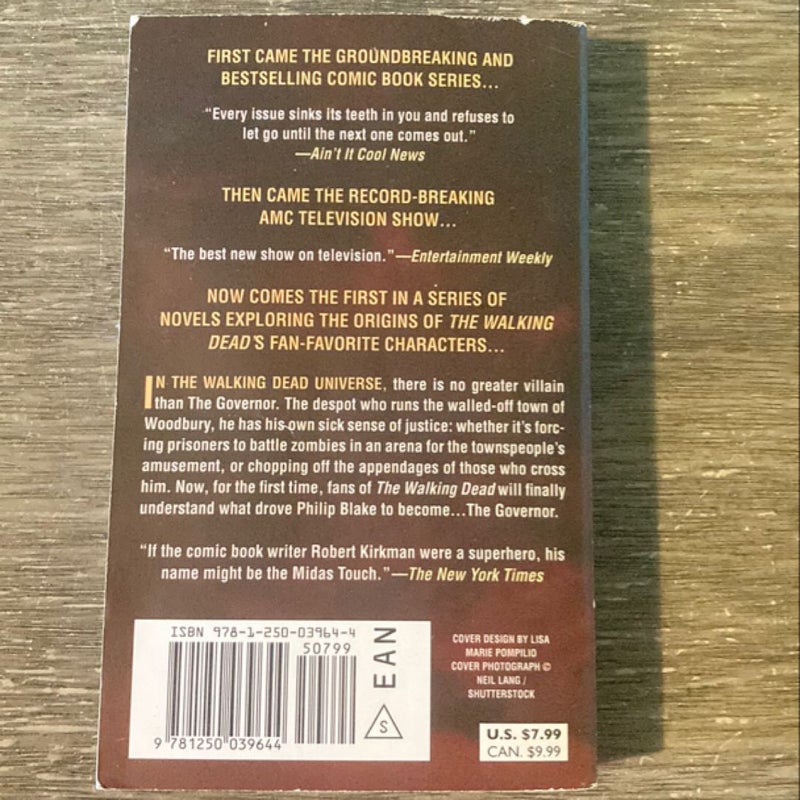 FIRST CAME THE GROUNDBREAKING AND
BESTSELLING COMIC BOOK SERIES...
“Every issue sinks its teeth in you and refuses to
let go until the next one comes out.”
—Ain’t It Cool News
THEN CAME THE RECORD-BREAKING
AMC TELEVISION SHOW...
“The best new show on television.”—Entertainment Weekly
NOW COMES THE FIRST IN A SERIES OF
NOVELS EXPLORING THE ORIGINS OF THE WALKING
DEAD’S FAN-FAVORITE CHARACTERS...
IN THE WALKING DEAD UNIVERSE, there is no greater villain
than The Governor. The despot who runs the walled-off town of
Woodbury, he has his own sick sense of justice: whether it’s forc-
ing prisoners to battle zombies in an arena for the townspeople’s
amusement, or chopping off the appendages of those who cross
him. Now, for the first time, fans of The Walking Dead will finally
understand what drove Philip Blake to become...The Governor.
“If the comic book writer Robert Kirkman were a superhero, his
name might be the Midas Touch.”—The New York Times
ISBN 978-1-250-03964-4
50799
EAN
S
9 781250 039644
COVER DESIGN BY LISA
MARIE POMPILIO
COVER PHOTOGRAPH ©
NEIL LANG /
SHUTTERSTOCK
U.S. $7.99
CAN. $9.99